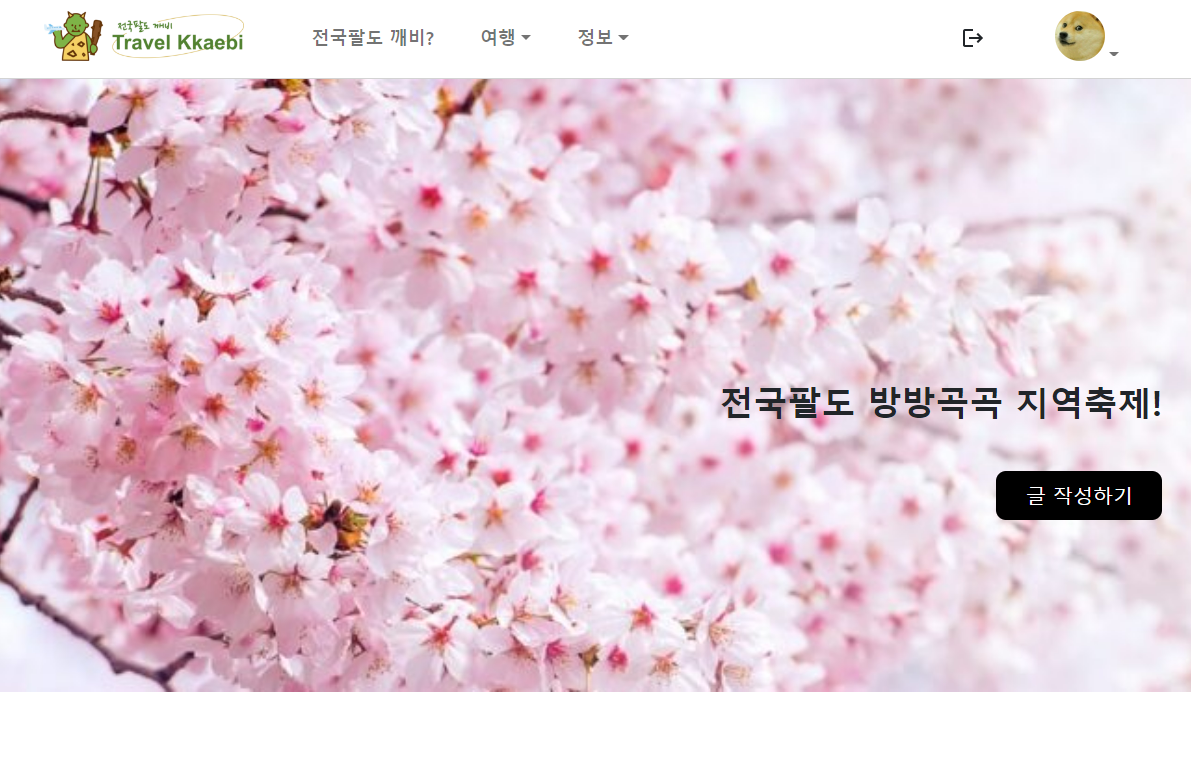 전국팔도 깨비
Travel Kkaebi
전국팔도 깨비?
여행
정보
전국팔도 방방곡곡 지역축제!
글 작성하기